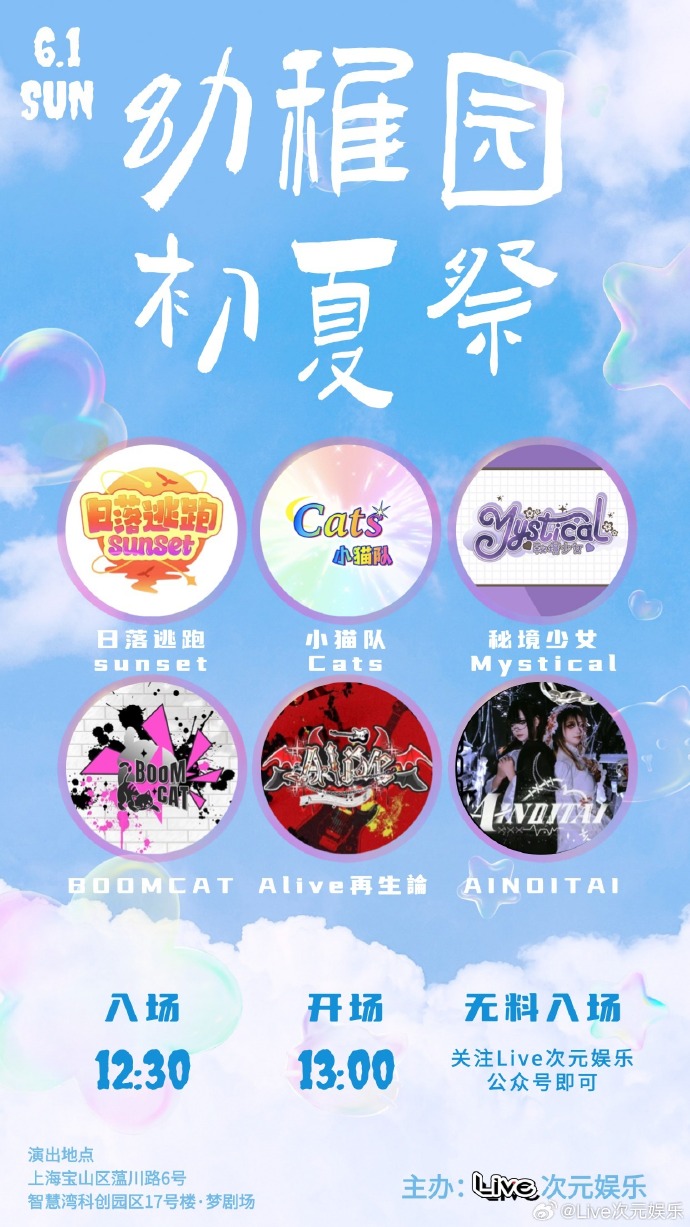 6.1
SUN
幼稚园
初夏祭
日落逃跑
sunset
Cats
小猫队
Mystical
秘境少女
日落逃跑
sunset
小猫队
Cats
秘境少女
Mystical
BOOM
CAT
Alive
AINOITAI
BOOMCAT
Alive再生論
AINOITAI
入场
12:30
开场
13:00
无料入场
关注Live次元娱乐
公众号即可
演出地点
上海宝山区蕰川路6号
智慧湾科创园区17号楼·梦剧场
主办：Live 次元娱乐
@Live次元娱乐